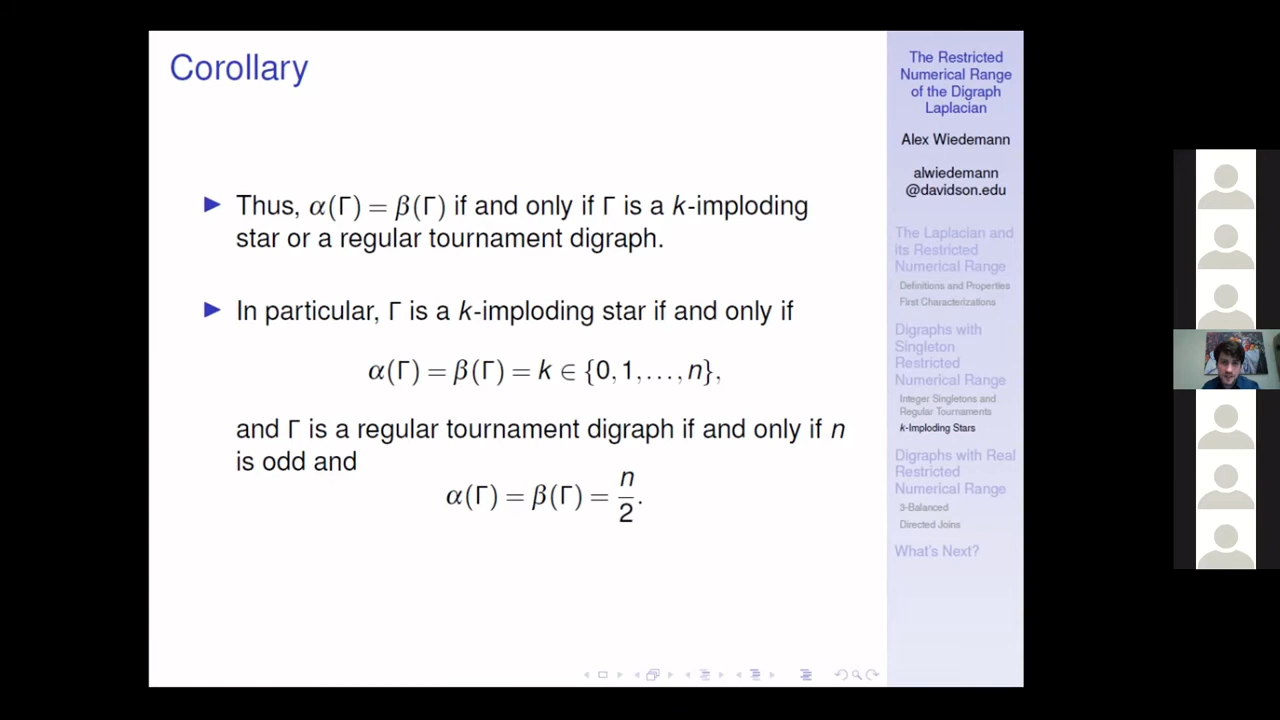 Corollary
Thus, α(Γ) = β(Γ) if and only if Γ is a k-imploding
star or a regular tournament digraph.
In particular, Γ is a k-imploding star if and only if
α(Γ) = β(Γ) = k ∈ {0, 1, . . . , n},
and Γ is a regular tournament digraph if and only if n
is odd and
α(Γ) = β(Γ) = n/2.
The Restricted
Numerical Range
of the Digraph
Laplacian
Alex Wiedemann
alwiedemann
@davidson.edu
The Laplacian and
its Restricted
Numerical Range
Definitions and Properties
First Characterizations
Digraphs with
Singleton
Restricted
Numerical Range
Integer Singletons and
Regular Tournaments
k-Imploding Stars
Digraphs with Real
Restricted
Numerical Range
3-Balanced
Directed Joins
What's Next?